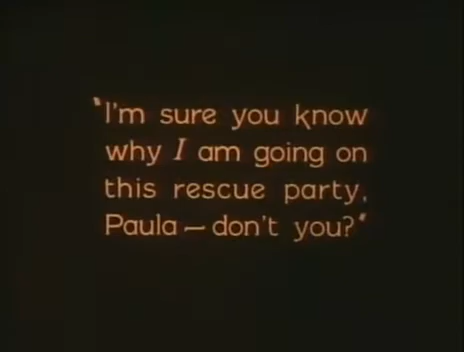 "I'm sure you know
why I am going on
this rescue party,
Paula — don't you?"